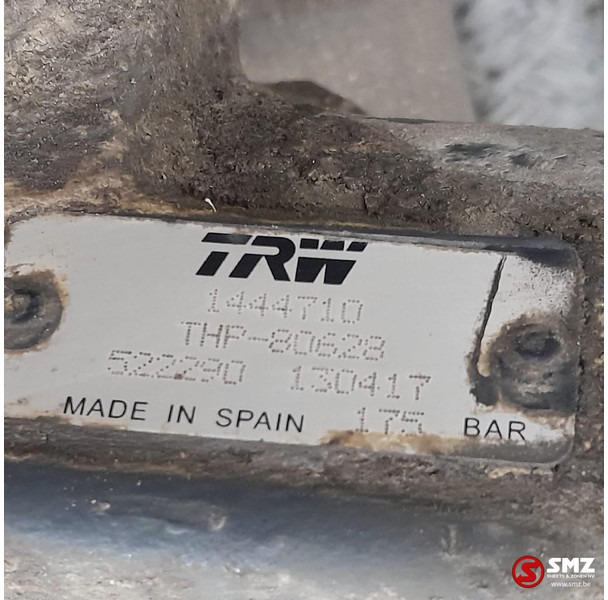 TRW
1444710
THP-80628
522290 130417
MADE IN SPAIN 175 BAR
SMZ
SMEETS & ZONEN NV
www.smz.be